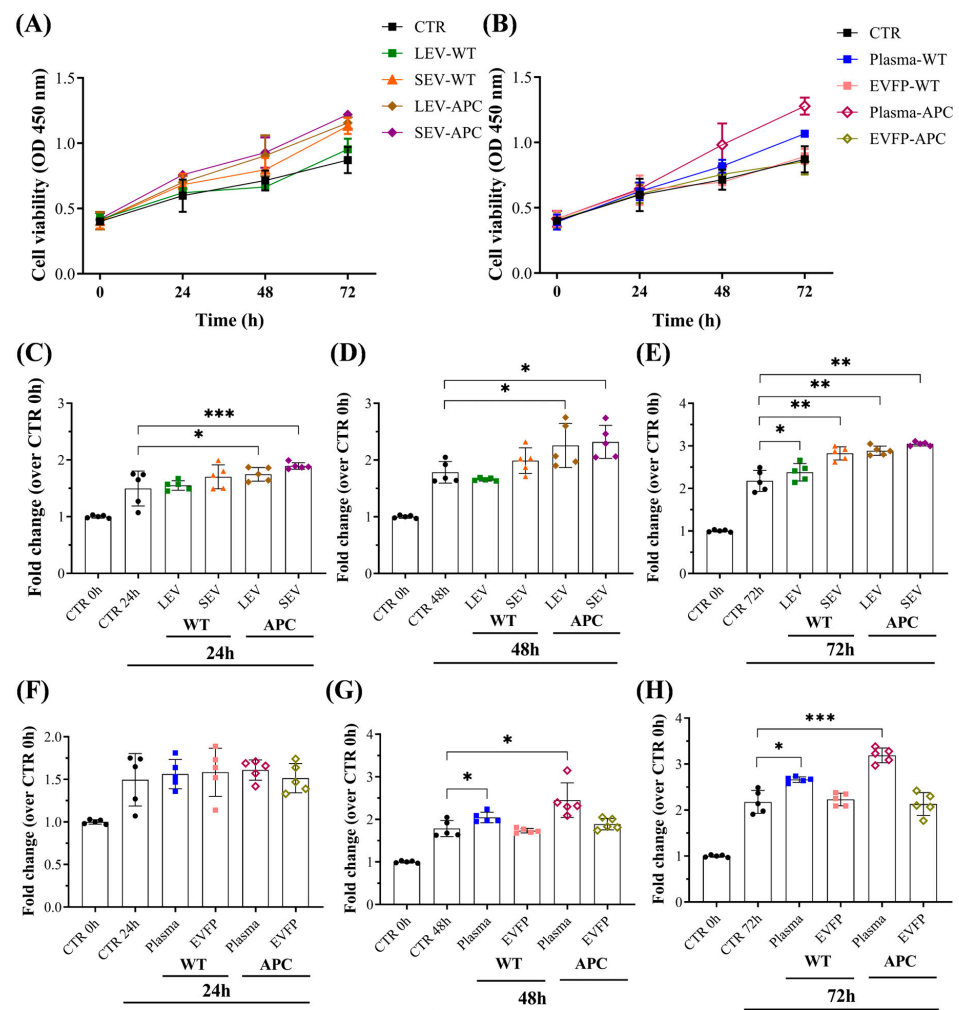 (A)
Cell viability (OD 450 nm)
1.5
1.0
0.5
0.0
0 24 48 72
Time (h)
CTR
LEV-WT
SEV-WT
LEV-APC
SEV-APC
(B)
Cell viability (OD 450 nm)
1.5
1.0
0.5
0.0
0 24 48 72
Time (h)
CTR
Plasma-WT
EVFP-WT
Plasma-APC
EVFP-APC
(C)
Fold change (over CTR 0h)
3
2
1
0
***
*
CTR 0h CTR 24h LEV SEV LEV SEV
WT APC
24h
(D)
Fold change (over CTR 0h)
3
2
1
0
*
*
CTR 0h CTR 48h LEV SEV LEV SEV
WT APC
48h
(E)
Fold change (over CTR 0h)
4
3
2
1
0
**
**
**
*
CTR 0h CTR 72h LEV SEV LEV SEV
WT APC
72h
(F)
Fold change (over CTR 0h)
2.0
1.5
1.0
0.5
0.0
CTR 0h CTR 24h Plasma EVFP Plasma EVFP
WT APC
24h
(G)
Fold change (over CTR 0h)
4
3
2
1
0
*
*
CTR 0h CTR 48h Plasma EVFP Plasma EVFP
WT APC
48h
(H)
Fold change (over CTR 0h)
4
3
2
1
0
***
*
CTR 0h CTR 72h Plasma EVFP Plasma EVFP
WT APC
72h